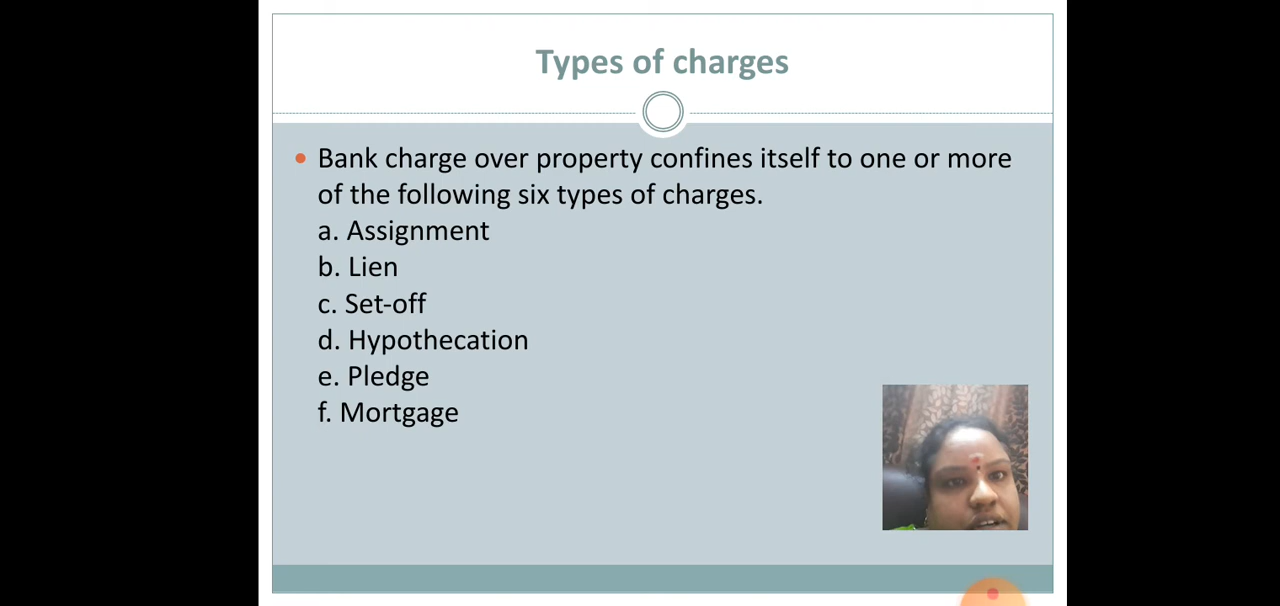 Types of charges
Bank charge over property confines itself to one or more
of the following six types of charges.
a. Assignment
b. Lien
c. Set-off
d. Hypothecation
e. Pledge
f. Mortgage